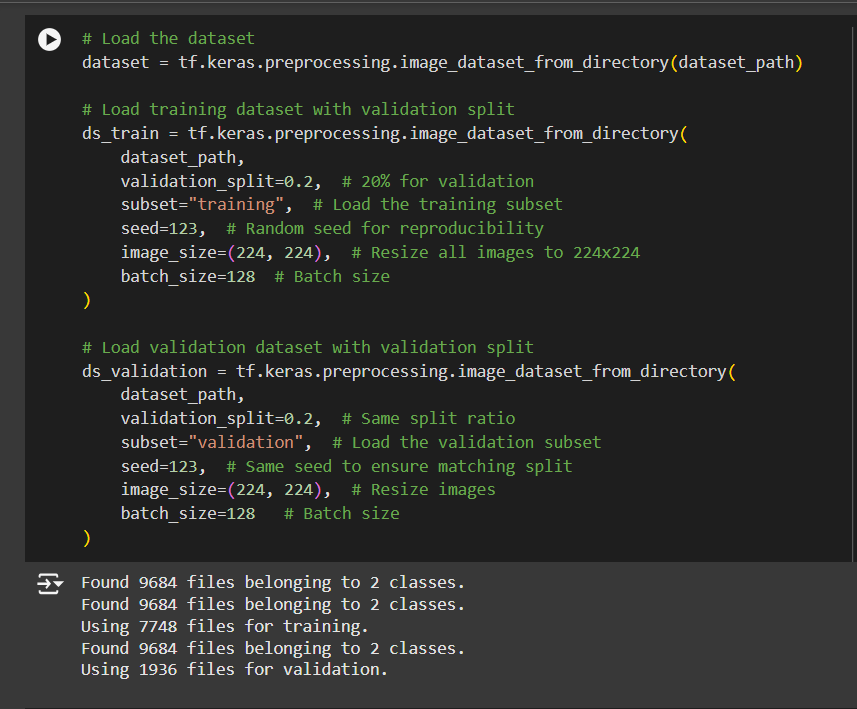 # Load the dataset
dataset = tf.keras.preprocessing.image_dataset_from_directory(dataset_path)
# Load training dataset with validation split
ds_train = tf.keras.preprocessing.image_dataset_from_directory(
    dataset_path,
    validation_split=0.2,  # 20% for validation
    subset="training",  # Load the training subset
    seed=123,  # Random seed for reproducibility
    image_size=(224, 224),  # Resize all images to 224x224
    batch_size=128  # Batch size
)
# Load validation dataset with validation split
ds_validation = tf.keras.preprocessing.image_dataset_from_directory(
    dataset_path,
    validation_split=0.2,  # Same split ratio
    subset="validation",  # Load the validation subset
    seed=123,  # Same seed to ensure matching split
    image_size=(224, 224),  # Resize images
    batch_size=128   # Batch size
)
Found 9684 files belonging to 2 classes.
Found 9684 files belonging to 2 classes.
Using 7748 files for training.
Found 9684 files belonging to 2 classes.
Using 1936 files for validation.